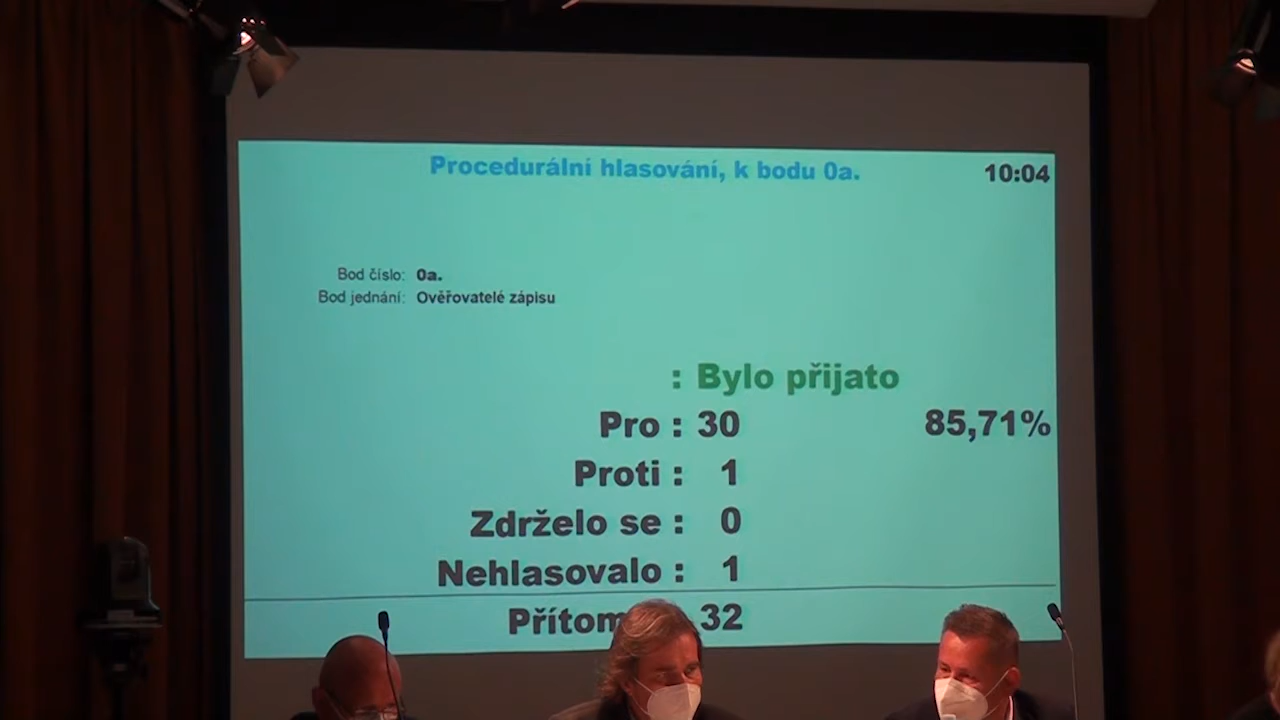 Procedurální hlasování, k bodu 0a.
10:04
Bod číslo: 0a.
Bod jednání: Ověřovatelé zápisu
: Bylo přijato
Pro : 30 85,71%
Proti : 1
Zdrželo se : 0
Nehlasovalo : 1
32